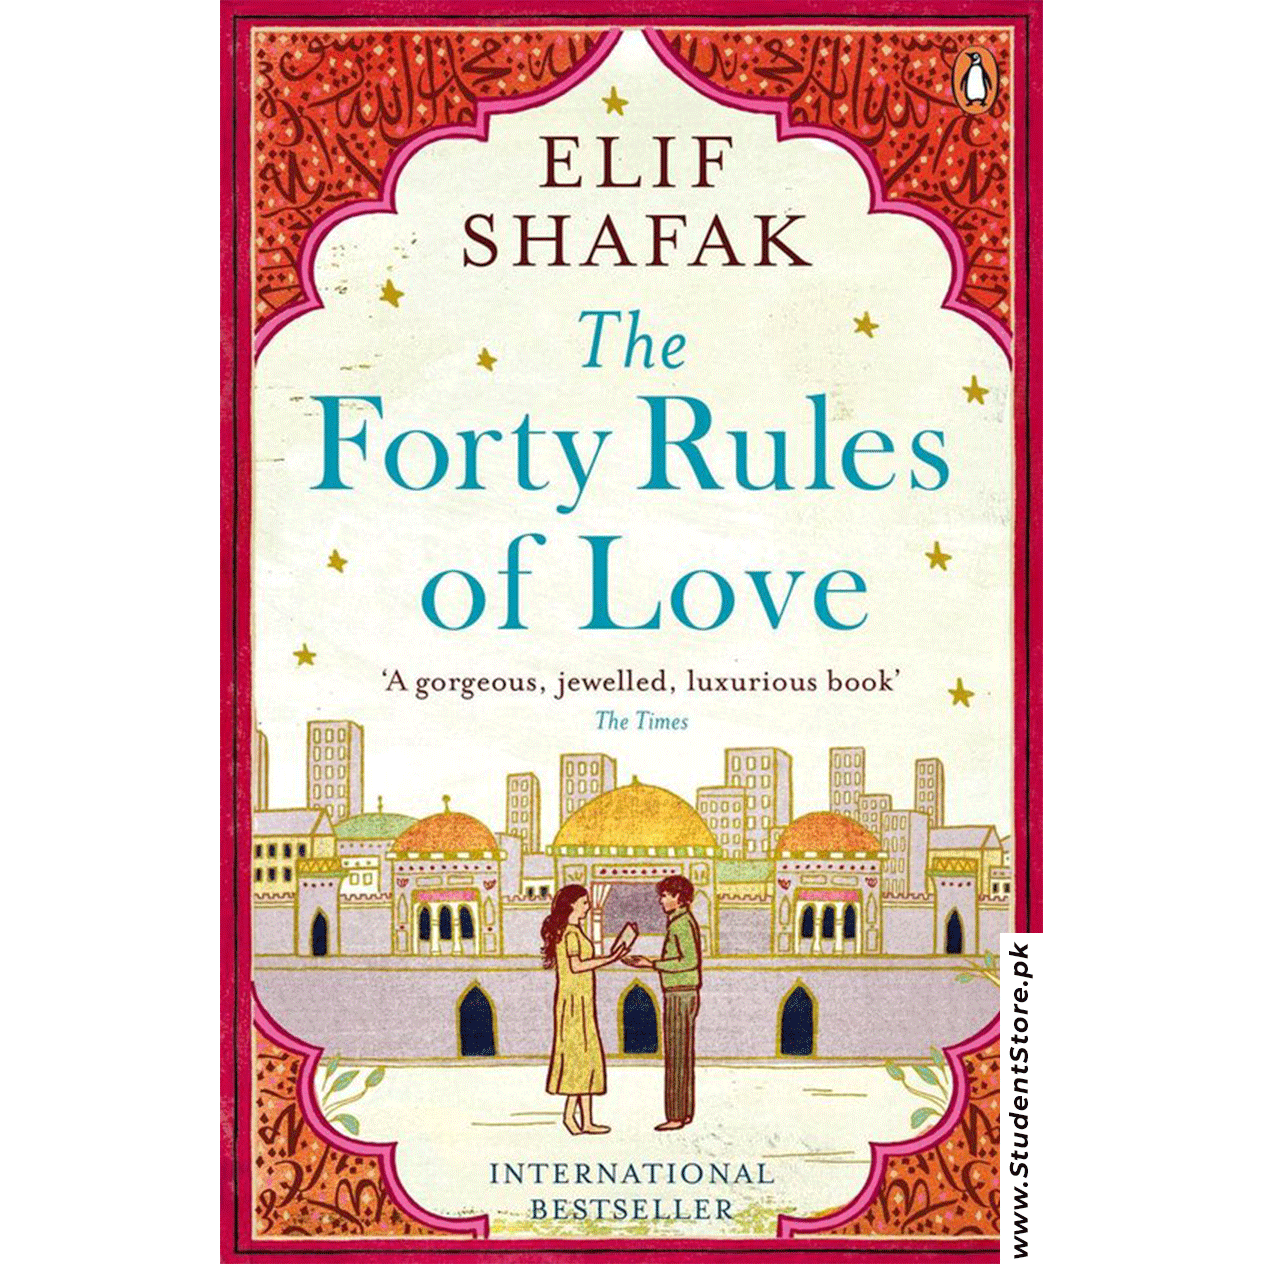 ELIF
SHAFAK
The
Forty Rules
of Love
‘A gorgeous, jewelled, luxurious book’
The Times
INTERNATIONAL
BESTSELLER
www.StudentStore.pk